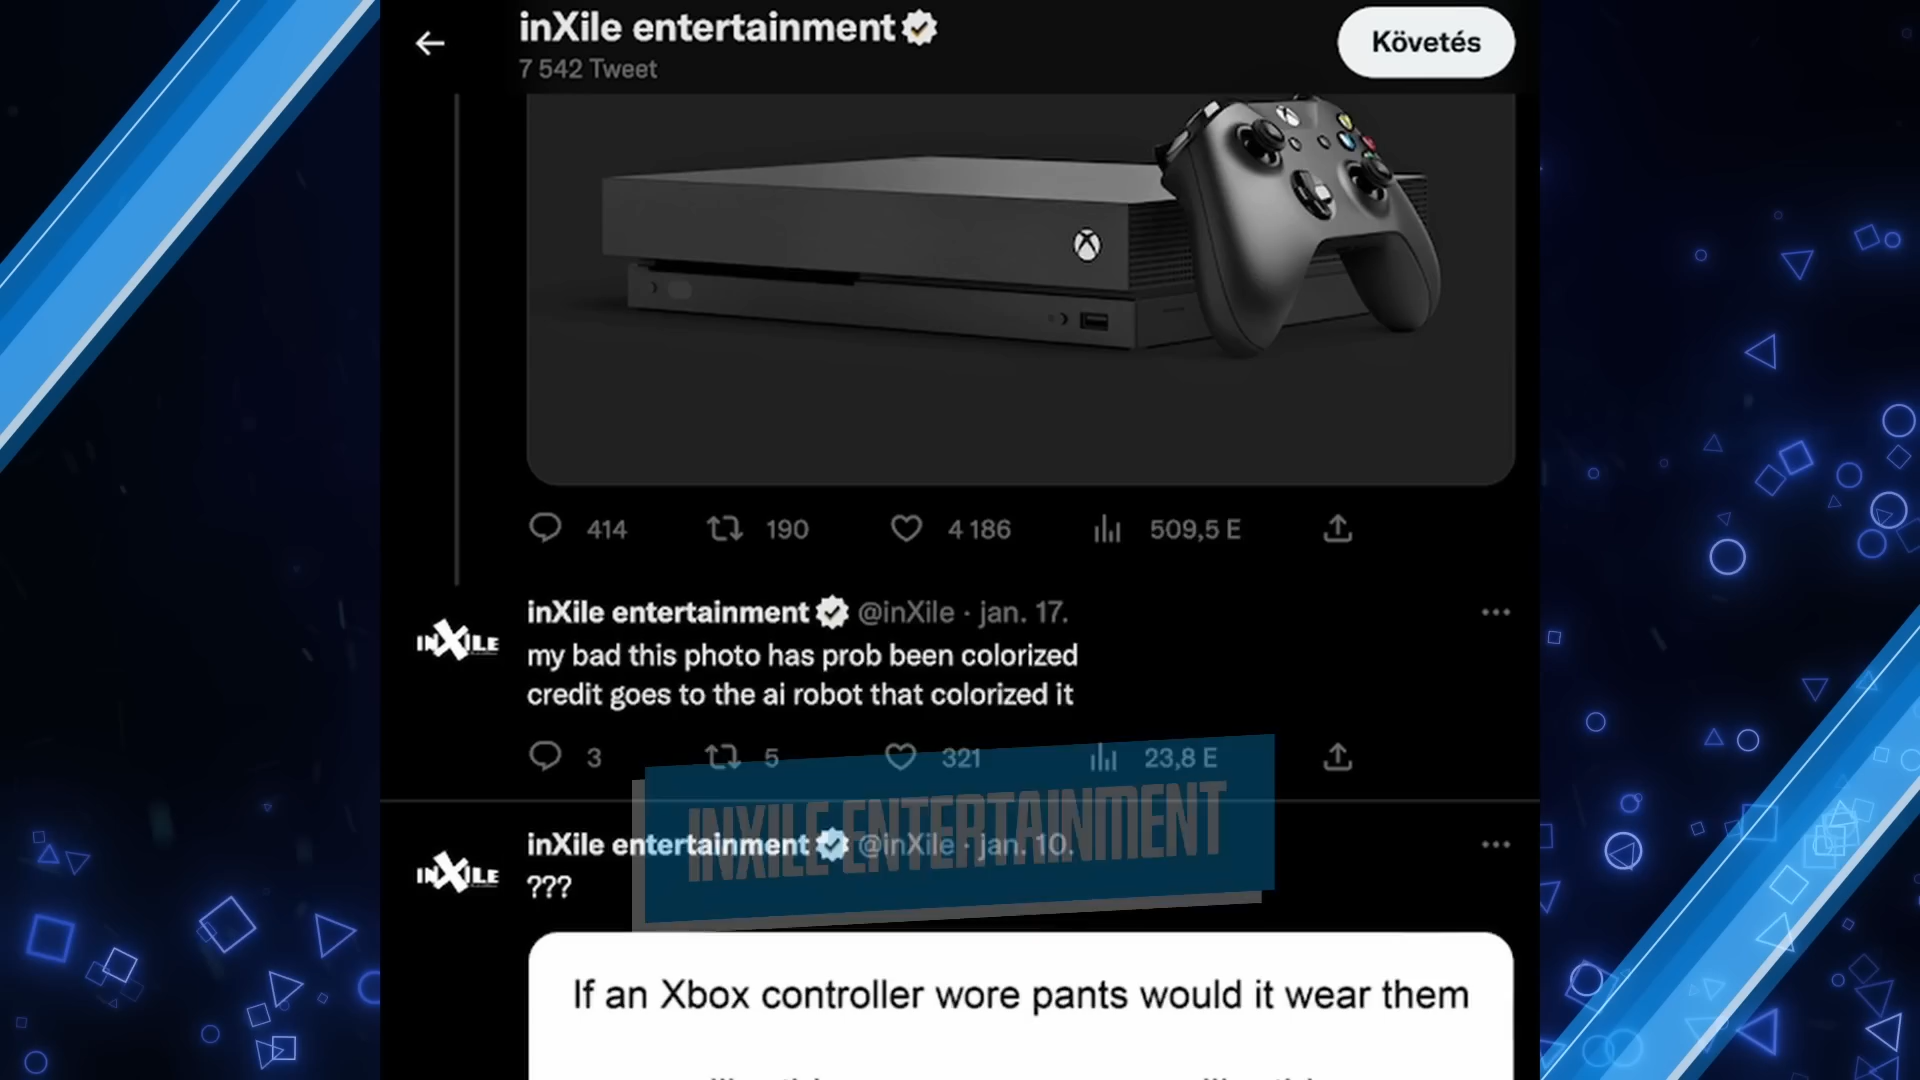 inXile entertainment
7 542 Tweet
Követés
414 190 4 186 509,5 E
inXile entertainment @inXile · jan. 17.
my bad this photo has prob been colorized
credit goes to the ai robot that colorized it
INXILE
3 5 321 23,8 E
INXILE ENTERTAINMENT
inXile entertainment @inXile · jan. 10.
???
INXILE
If an Xbox controller wore pants would it wear them